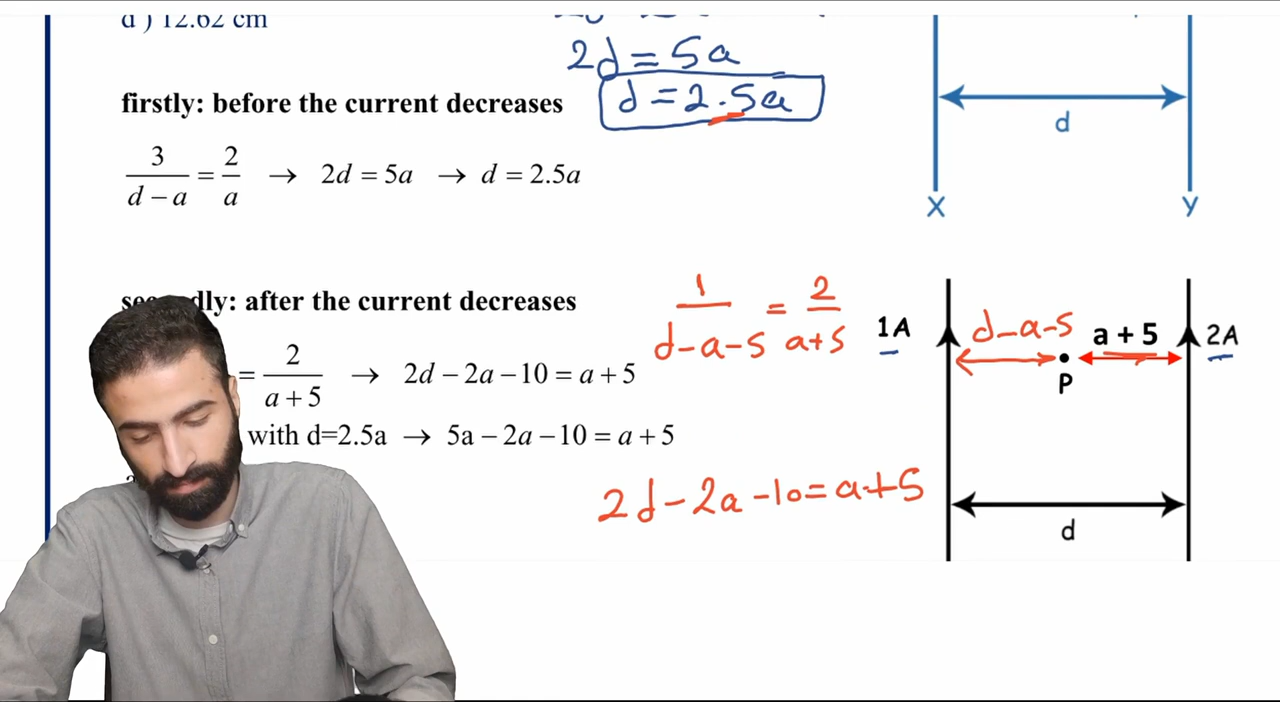 d ) 12.62 cm
2d = 5a
d = 2.5a
firstly: before the current decreases
3/(d − a) = 2/a → 2d = 5a → d = 2.5a
d
X Y
after the current decreases
= 2/(a + 5) → 2d − 2a − 10 = a + 5
with d=2.5a → 5a − 2a − 10 = a + 5
1/(d-a-5) = 2/(a+5)
2d-2a-10=a+5
1A d-a-5 a + 5 2A
P
d